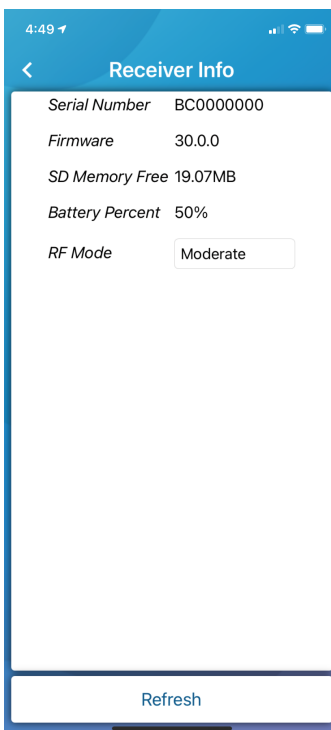 4:49
Receiver Info
Serial Number BC0000000
Firmware 30.0.0
SD Memory Free 19.07MB
Battery Percent 50%
RF Mode Moderate
Refresh